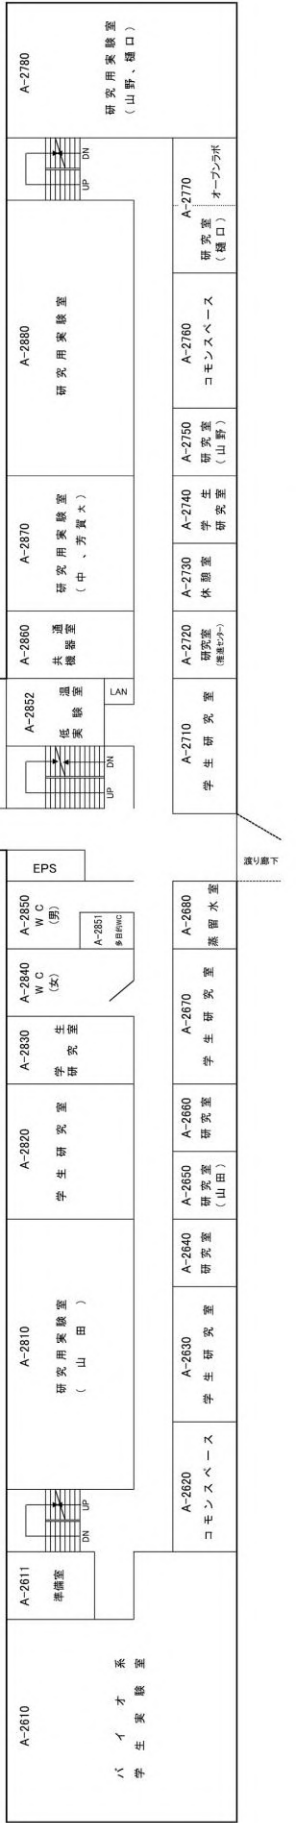 A-2780
研究用実験室
(山野、樋口)
UP
DN
A-2770
オープンラボ
研究室
(樋口)
A-2880
研究用実験室
A-2760
コモンスペース
A-2750
研究室
(山野)
A-2870
研究用実験室
(中、芳賀大)
A-2740
学生
研究室
A-2730
休憩室
A-2860
共通
機器室
A-2720
研究室
(推進センター)
A-2852
低温
実験室
LAN
A-2710
学生研究室
UP
DN
渡り廊下
EPS
A-2850
WC
(男)
A-2851
多目的WC
A-2680
蒸留水室
A-2840
WC
(女)
A-2670
学生研究室
A-2830
学生
研究室
A-2820
学生研究室
A-2660
研究室
A-2650
研究室
(山田)
A-2640
研究室
A-2810
研究用実験室
(山田)
A-2630
学生研究室
A-2620
コモンスペース
DN
UP
A-2611
準備室
A-2610
バイオ系
学生実験室